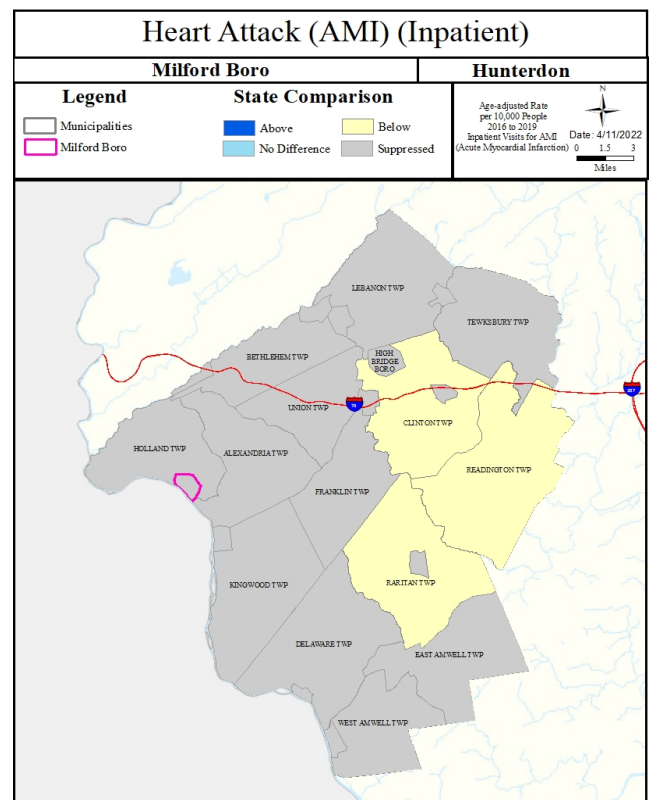 Heart Attack (AMI) (Inpatient)
Milford Boro
Hunterdon
Legend
Municipalities
Milford Boro
State Comparison
Above
Below
No Difference
Suppressed
Age-adjusted Rate
per 10,000 People
2016 to 2019
Inpatient Visits for AMI
(Acute Myocardial Infarction)
N
Date: 4/11/2022
0 1.5 3
Miles
LEBANON TWP
TEWKSBURY TWP
HIGH
BRIDGE
BORO
BETHLEHEM TWP
UNION TWP
78
287
CLINTON TWP
HOLLAND TWP
ALEXANDRIA TWP
READINGTON TWP
FRANKLIN TWP
RARITAN TWP
KINGWOOD TWP
DELAWARE TWP
EAST AMWELL TWP
WEST AMWELL TWP